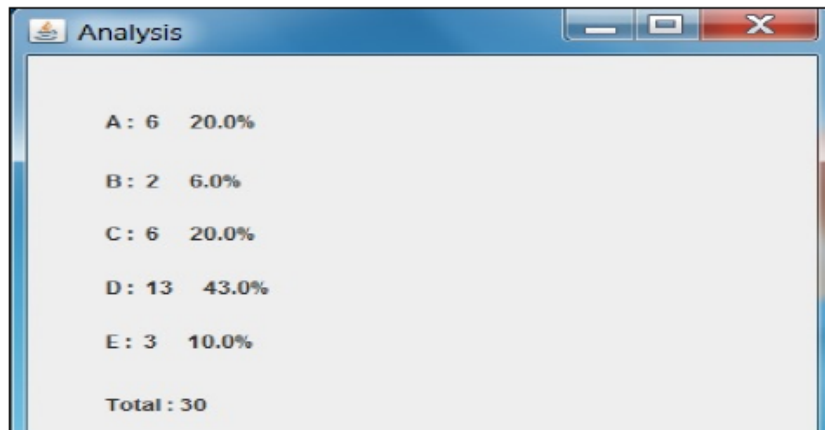 Analysis
A : 6 20.0%
B : 2 6.0%
C : 6 20.0%
D : 13 43.0%
E : 3 10.0%
Total : 30